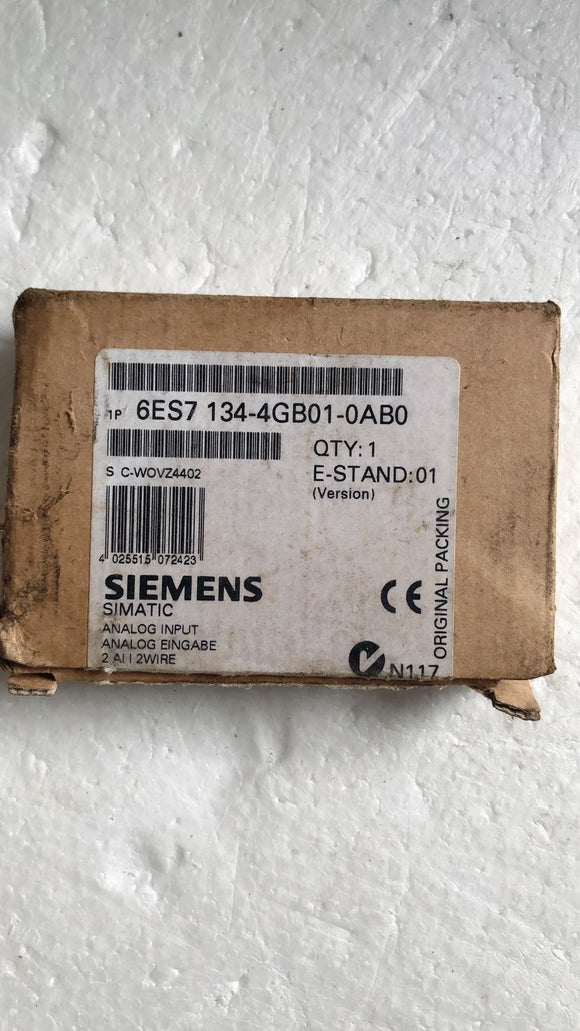 1P 6ES7 134-4GB01-0AB0
QTY: 1
S C-WOVZ4402
E-STAND:01
(Version)
4 025515 072423
SIEMENS
SIMATIC
ANALOG INPUT
ANALOG EINGABE
2 AI I 2WIRE
CE
N117
ORIGINAL PACKING